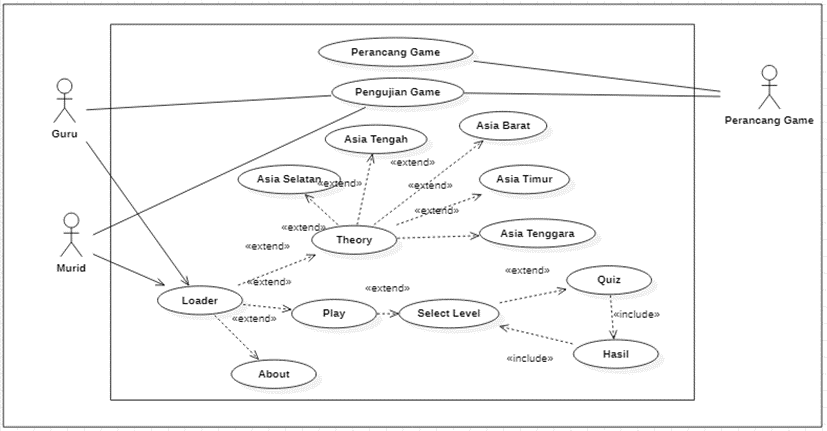 Perancang Game
Pengujian Game
Guru
Perancang Game
Asia Barat
Asia Tengah
«extend»
Asia Selatan
«extend»
«extend»
Asia Timur
«extend»
Murid
«extend»
Theory
Asia Tenggara
«extend»
«extend»
«extend»
«extend»
Quiz
Loader
«extend»
Play
Select Level
«include»
«include»
Hasil
About